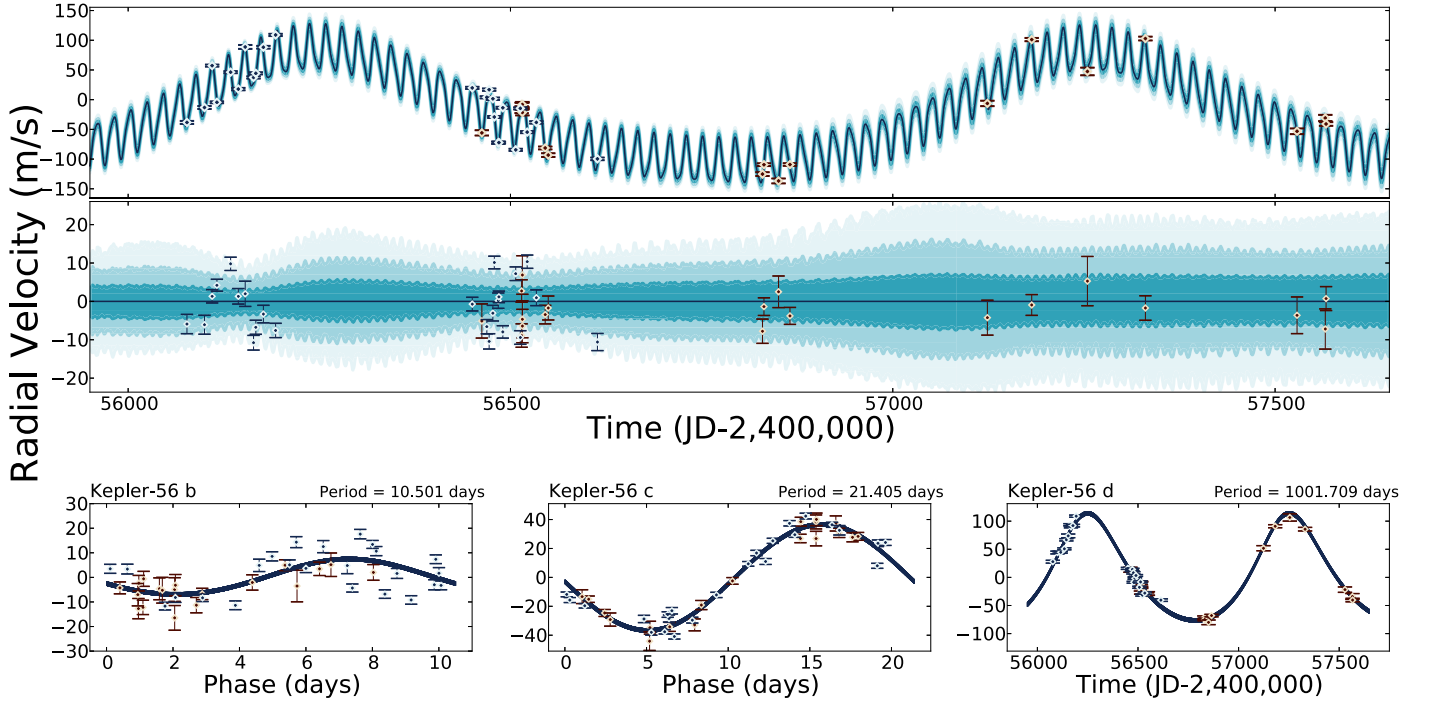 Radial Velocity (m/s)
150
100
50
0
−50
−100
−150
20
10
0
−10
−20
56000 56500 57000 57500
Time (JD-2,400,000)
Kepler-56 b Period = 10.501 days
30
20
10
0
−10
−20
−30
0 2 4 6 8 10
Phase (days)
Kepler-56 c Period = 21.405 days
40
20
0
−20
−40
0 5 10 15 20
Phase (days)
Kepler-56 d Period = 1001.709 days
100
50
0
−50
−100
56000 56500 57000 57500
Time (JD-2,400,000)